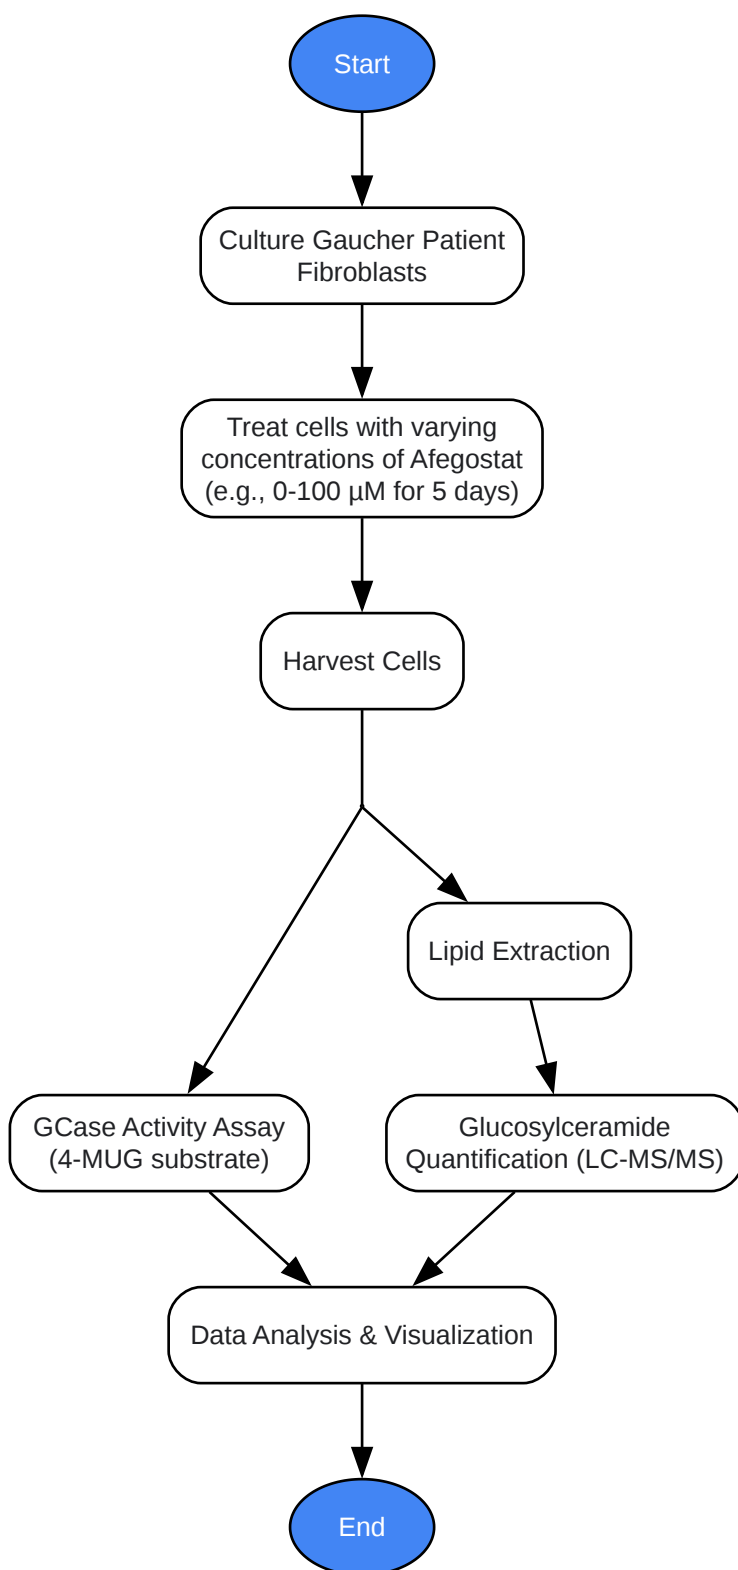 Start
Culture Gaucher Patient
Fibroblasts
Treat cells with varying
concentrations of Afegostat
(e.g., 0-100 µM for 5 days)
Harvest Cells
Lipid Extraction
GCase Activity Assay
(4-MUG substrate)
Glucosylceramide
Quantification (LC-MS/MS)
Data Analysis & Visualization
End